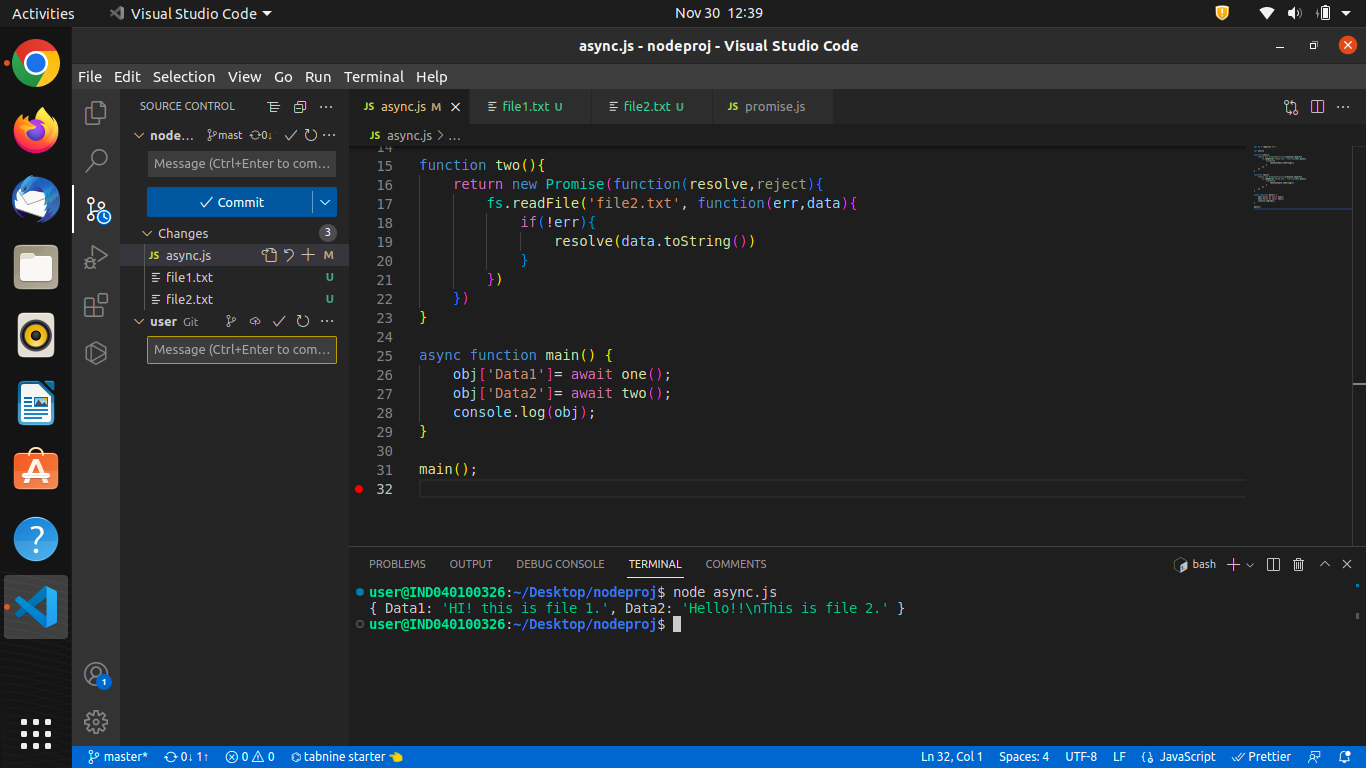 Activities Visual Studio Code Nov 30 12:39
async.js - nodeproj - Visual Studio Code
File Edit Selection View Go Run Terminal Help
SOURCE CONTROL
node... mast 0↓
Message (Ctrl+Enter to com...
Commit
Changes 3
JS async.js M
file1.txt U
file2.txt U
user Git
Message (Ctrl+Enter to com...
1
JS async.js M file1.txt U file2.txt U JS promise.js
JS async.js > ...
14
15 function two(){
16 return new Promise(function(resolve,reject){
17 fs.readFile('file2.txt', function(err,data){
18 if(!err){
19 resolve(data.toString())
20 }
21 })
22 })
23 }
24
25 async function main() {
26 obj['Data1']= await one();
27 obj['Data2']= await two();
28 console.log(obj);
29 }
30
31 main();
32
PROBLEMS OUTPUT DEBUG CONSOLE TERMINAL COMMENTS bash
user@IND040100326:~/Desktop/nodeproj$ node async.js
{ Data1: 'HI! this is file 1.', Data2: 'Hello!!\nThis is file 2.' }
user@IND040100326:~/Desktop/nodeproj$
master* 0↓ 1↑ 0 0 tabnine starter Ln 32, Col 1 Spaces: 4 UTF-8 LF {} JavaScript Prettier